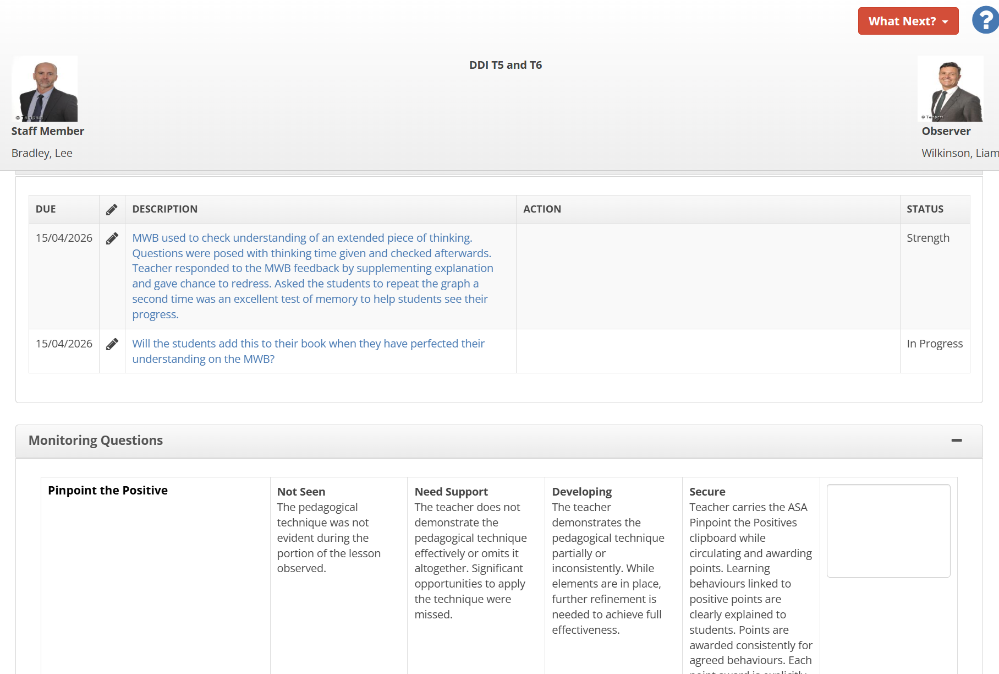 What Next?
?
DDI T5 and T6
© Tempest
© Tempest
Staff Member
Observer
Bradley, Lee
Wilkinson, Liam
DUE
DESCRIPTION
ACTION
STATUS
15/04/2026
MWB used to check understanding of an extended piece of thinking.
Questions were posed with thinking time given and checked afterwards.
Teacher responded to the MWB feedback by supplementing explanation
and gave chance to redress. Asked the students to repeat the graph a
second time was an excellent test of memory to help students see their
progress.
Strength
15/04/2026
Will the students add this to their book when they have perfected their
understanding on the MWB?
In Progress
Monitoring Questions
Pinpoint the Positive
Not Seen
The pedagogical
technique was not
evident during the
portion of the lesson
observed.
Need Support
The teacher does not
demonstrate the
pedagogical technique
effectively or omits it
altogether. Significant
opportunities to apply
the technique were
missed.
Developing
The teacher
demonstrates the
pedagogical technique
partially or
inconsistently. While
elements are in place,
further refinement is
needed to achieve full
effectiveness.
Secure
Teacher carries the ASA
Pinpoint the Positives
clipboard while
circulating and awarding
points. Learning
behaviours linked to
positive points are
clearly explained to
students. Points are
awarded consistently for
agreed behaviours. Each